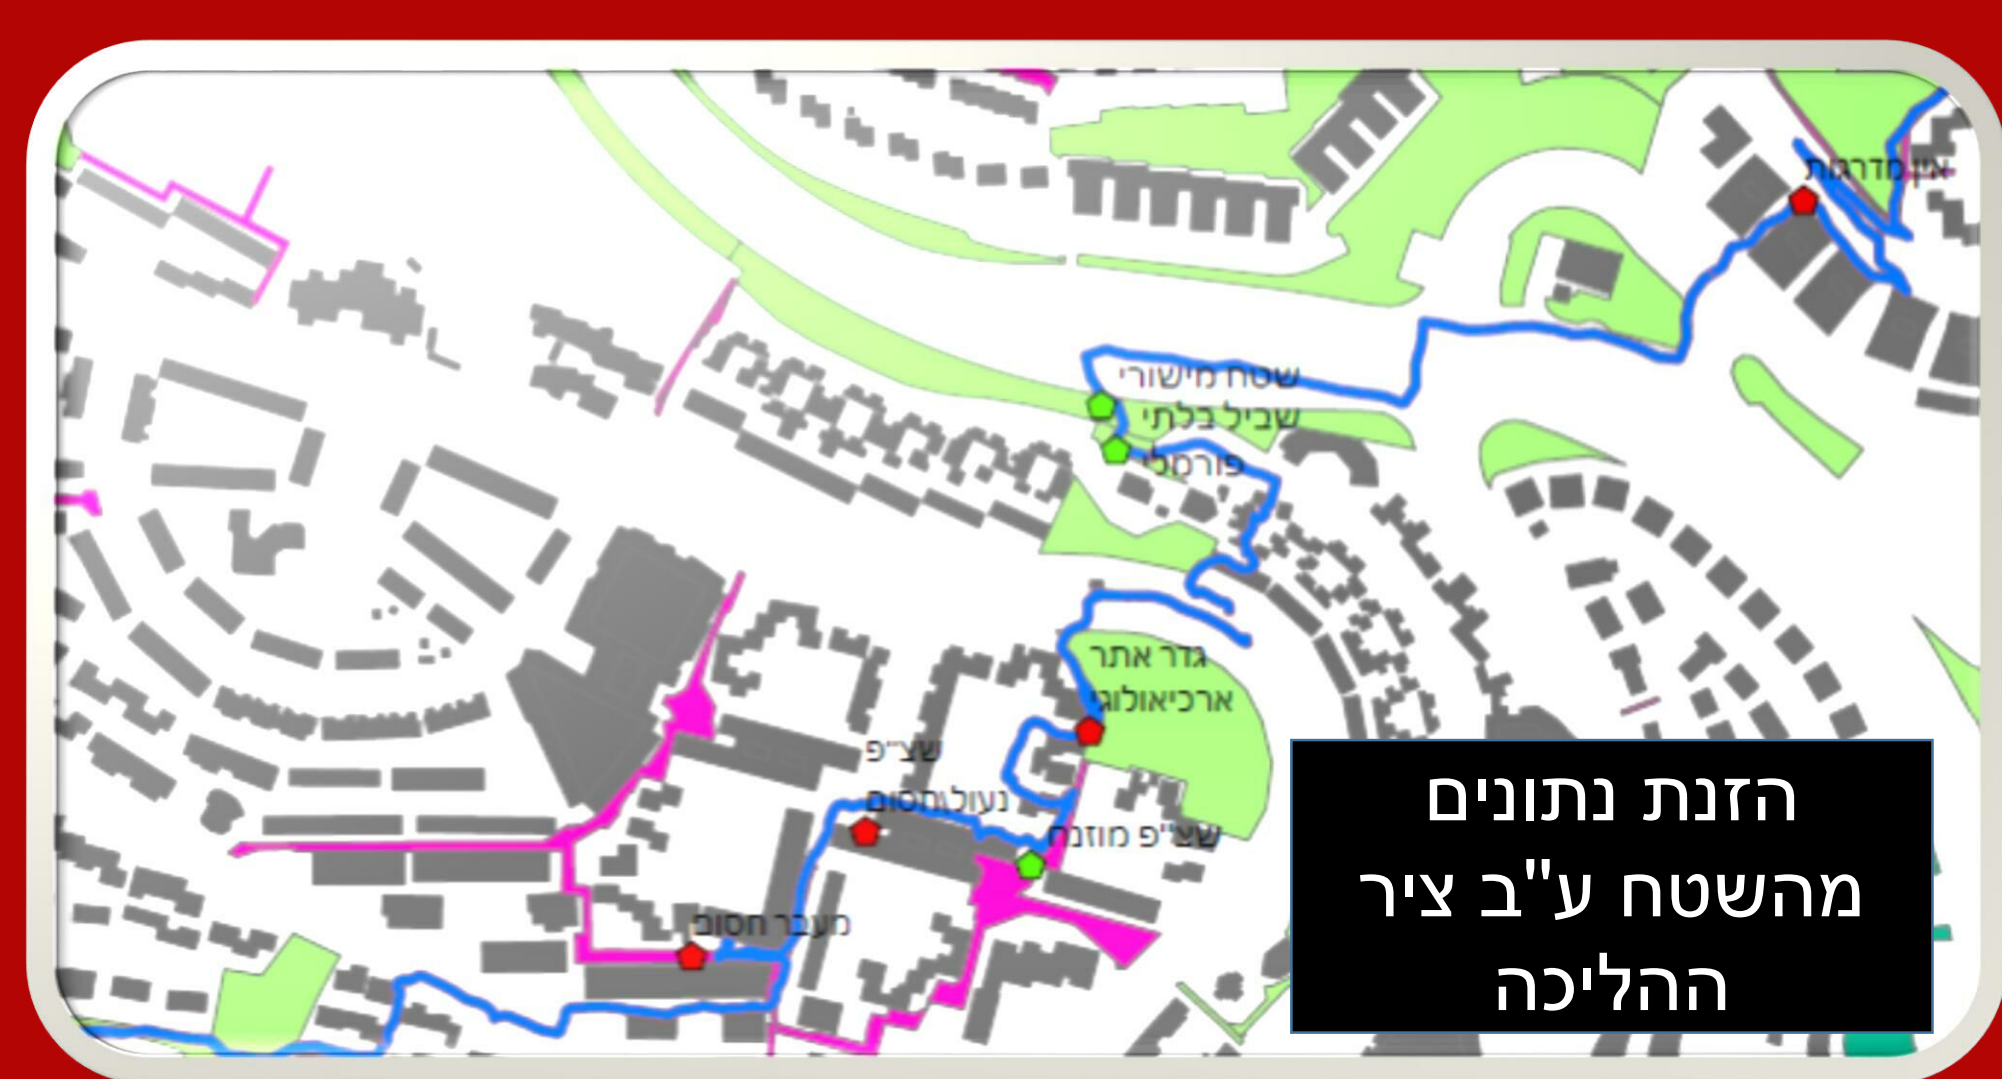 אין מדרגות
שטח מישורי
שביל בלתי
פורמלי
גדר אתר
ארכיאולוגי
שצ"פ
נעול\חסום
שצ"פ מוזנח
מעבר חסום
הזנת נתונים
מהשטח ע"ב ציר
ההליכה